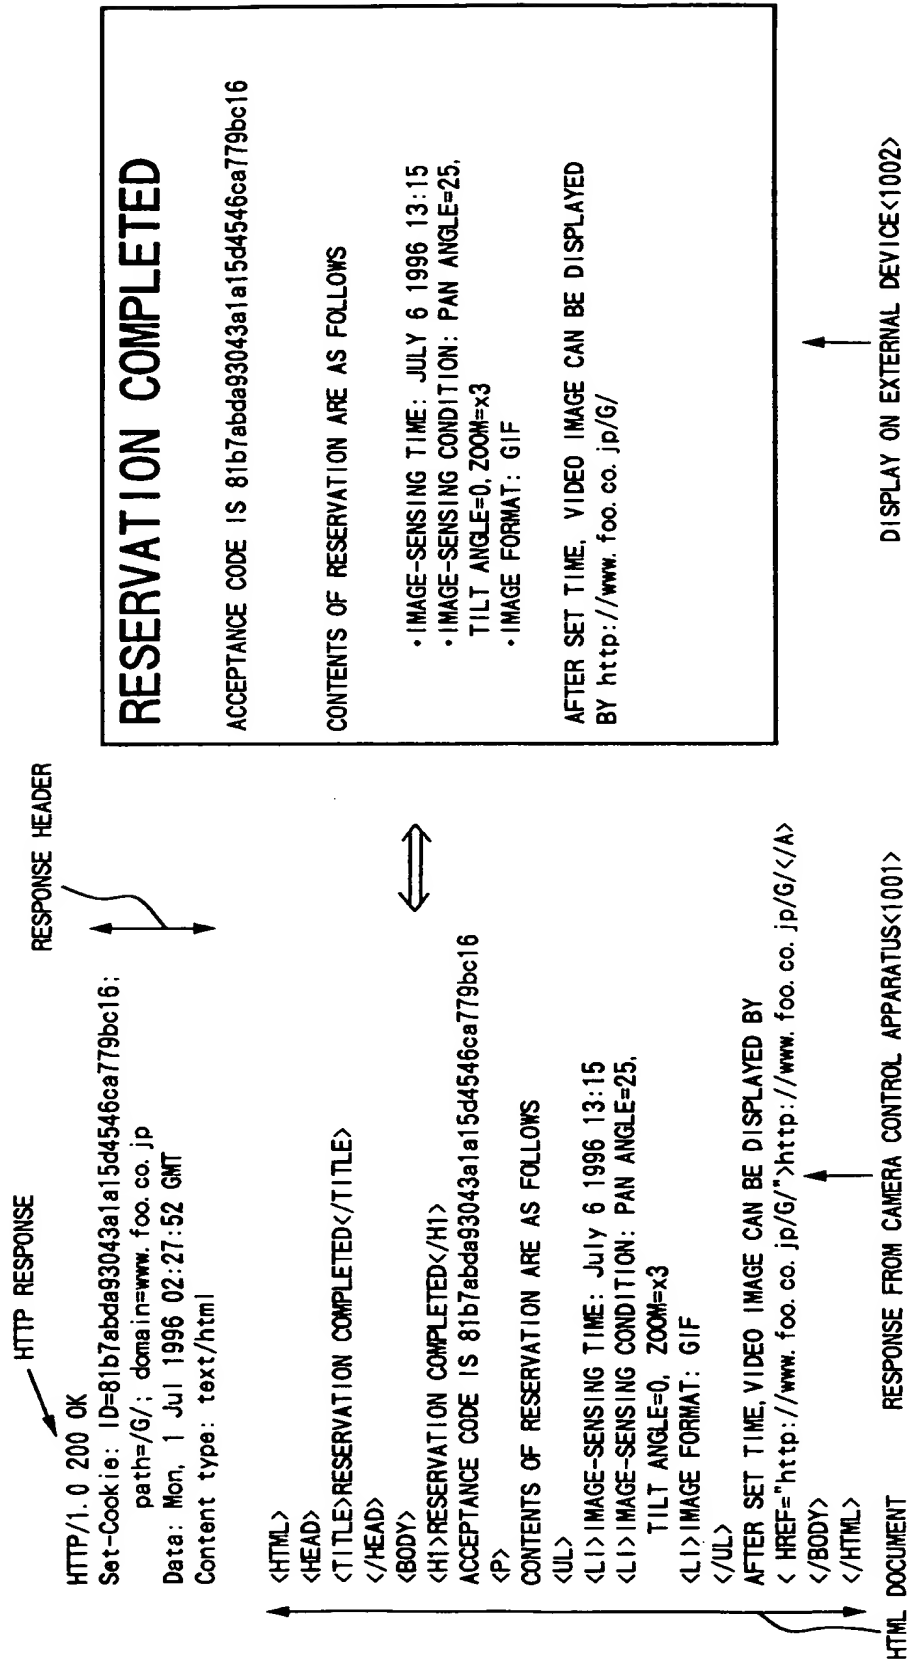 HTTP RESPONSE
HTTP/1.0 200 OK
Set-Cookie: ID=81b7abda93043a1a15d4546ca779bc16;
path=/G/; domain=www.foo.co.jp
Data: Mon, 1 Jul 1996 02:27:52 GMT
Content type: text/html
RESPONSE HEADER
<HTML>
<HEAD>
<TITLE>RESERVATION COMPLETED</TITLE>
</HEAD>
<BODY>
<H1>RESERVATION COMPLETED</H1>
ACCEPTANCE CODE IS 81b7abda93043a1a15d4546ca779bc16
<P>
CONTENTS OF RESERVATION ARE AS FOLLOWS
<UL>
<LI>IMAGE-SENSING TIME: July 6 1996 13:15
<LI>IMAGE-SENSING CONDITION: PAN ANGLE=25,
TILT ANGLE=0, ZOOM=x3
<LI>IMAGE FORMAT: GIF
</UL>
AFTER SET TIME,VIDEO IMAGE CAN BE DISPLAYED BY
< HREF="http://www.foo.co.jp/G/">http://www.foo.co.jp/G/</A>
</BODY>
</HTML>
HTML DOCUMENT
RESPONSE FROM CAMERA CONTROL APPARATUS<1001>
RESERVATION COMPLETED
ACCEPTANCE CODE IS 81b7abda93043a1a15d4546ca779bc16
CONTENTS OF RESERVATION ARE AS FOLLOWS
・IMAGE-SENSING TIME: JULY 6 1996 13:15
・IMAGE-SENSING CONDITION: PAN ANGLE=25,
TILT ANGLE=0,ZOOM=x3
・IMAGE FORMAT: GIF
AFTER SET TIME, VIDEO IMAGE CAN BE DISPLAYED
BY http://www.foo.co.jp/G/
DISPLAY ON EXTERNAL DEVICE<1002>